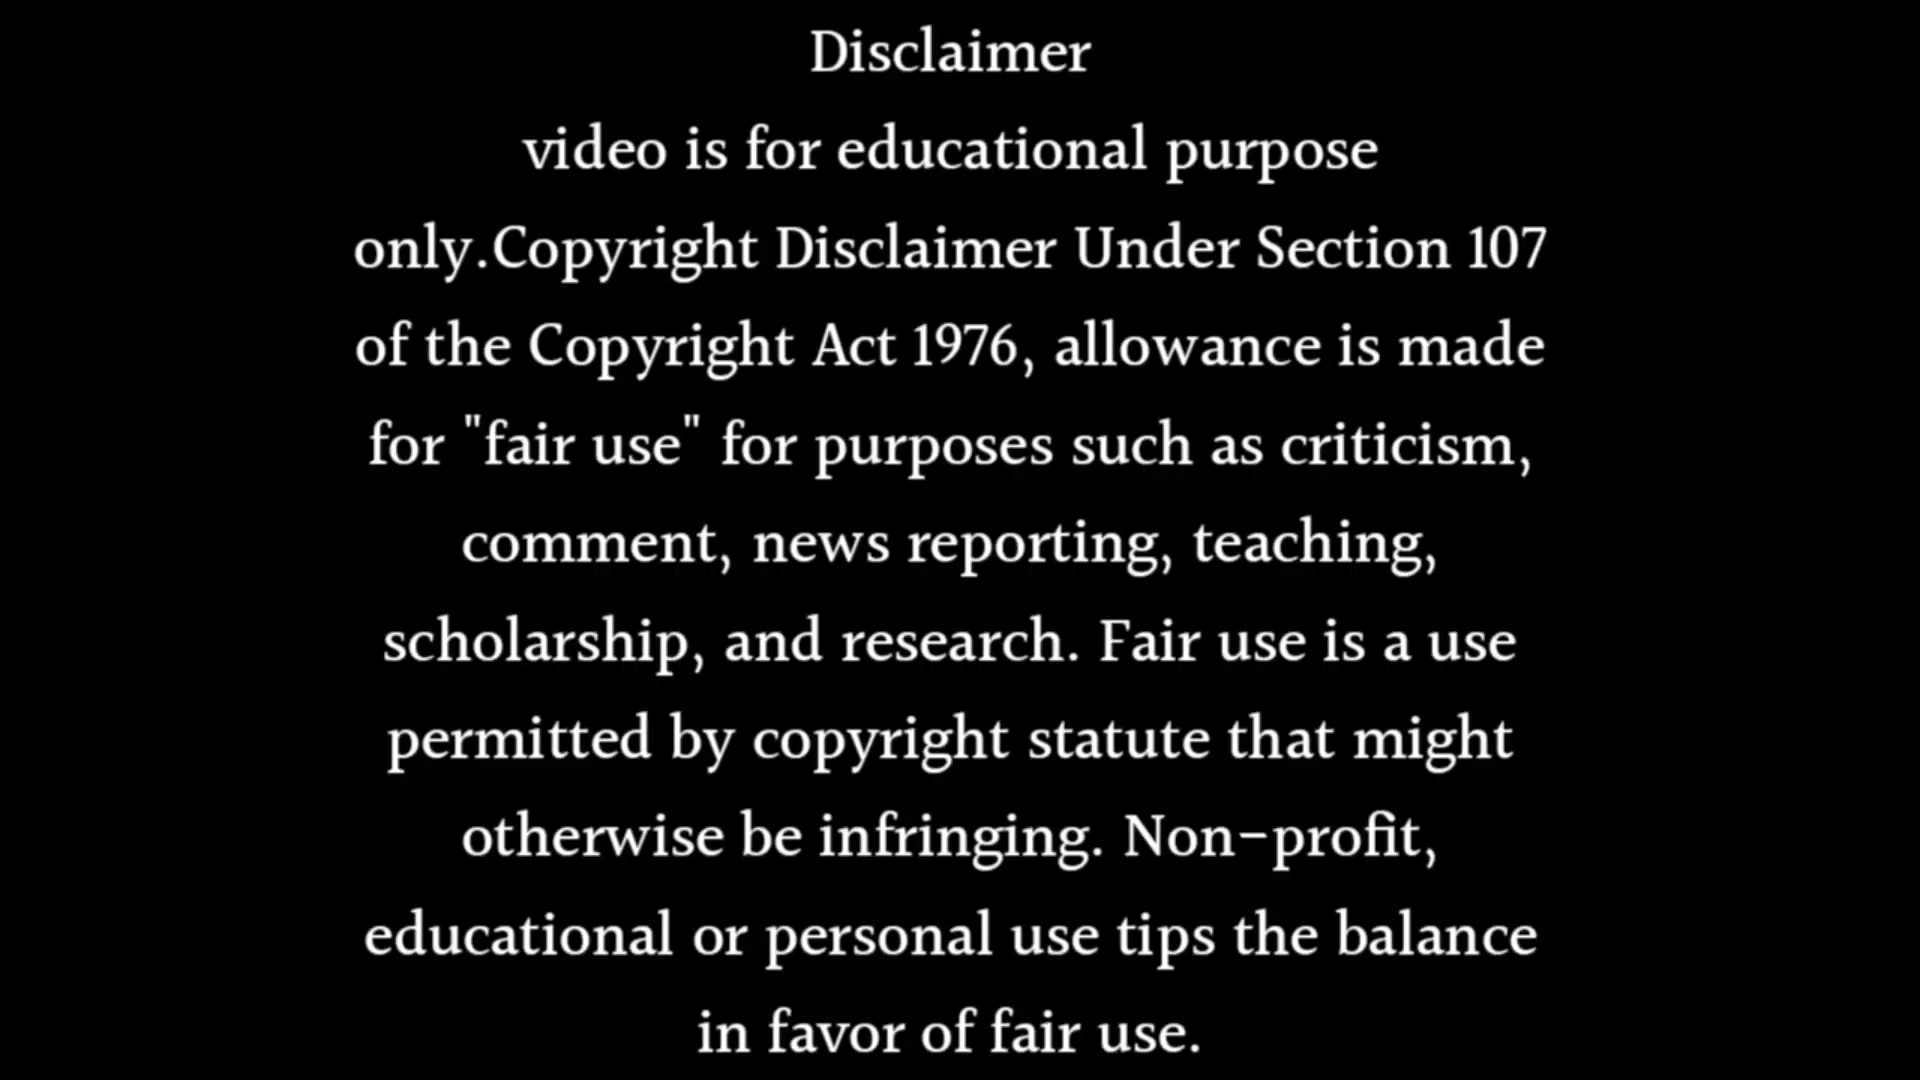 Disclaimer
video is for educational purpose
only.Copyright Disclaimer Under Section 107
of the Copyright Act 1976, allowance is made
for "fair use" for purposes such as criticism,
comment, news reporting, teaching,
scholarship, and research. Fair use is a use
permitted by copyright statute that might
otherwise be infringing. Non-profit,
educational or personal use tips the balance
in favor of fair use.